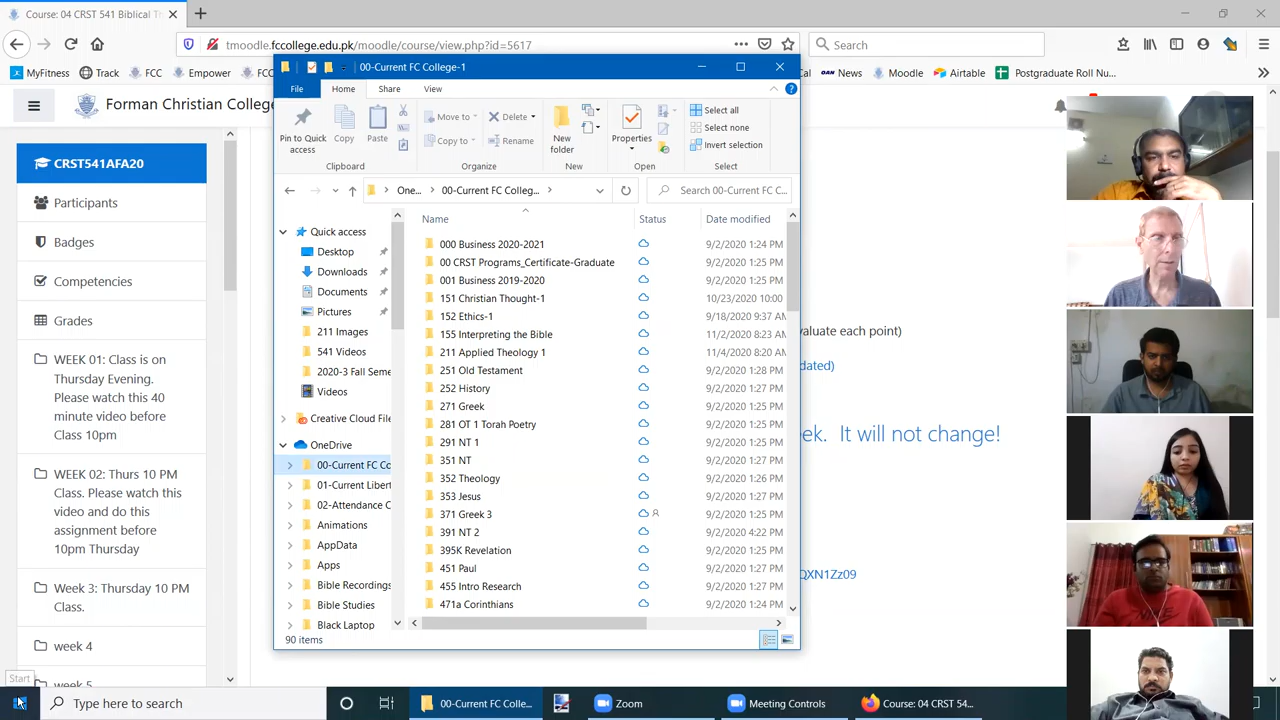 Course: 04 CRST 541 Biblical Th
tmoodle.fccollege.edu.pk/moodle/course/view.php?id=5617
Search
MyFitness
Track
FCC
Empower
News
Moodle
Airtable
Postgraduate Roll Nu...
Forman Christian College
CRST541AFA20
Participants
Badges
Competencies
Grades
WEEK 01: Class is on
Thursday Evening.
Please watch this 40
minute video before
Class 10pm
WEEK 02: Thurs 10 PM
Class. Please watch this
video and do this
assignment before
10pm Thursday
Week 3: Thursday 10 PM
Class.
week 4
week 5
00-Current FC College-1
File
Home
Share
View
Pin to Quick
access
Copy
Paste
Clipboard
Move to
Copy to
Delete
Rename
Organize
New
folder
New
Properties
Open
Select all
Select none
Invert selection
Select
One...
00-Current FC Colleg...
Search 00-Current FC C...
Name
Status
Date modified
Quick access
Desktop
Downloads
Documents
Pictures
211 Images
541 Videos
2020-3 Fall Seme
Videos
Creative Cloud File
OneDrive
00-Current FC Co
01-Current Libert
02-Attendance C
Animations
AppData
Apps
Bible Recordings
Bible Studies
Black Laptop
000 Business 2020-2021 9/2/2020 1:24 PM
00 CRST Programs_Certificate-Graduate 9/2/2020 1:25 PM
001 Business 2019-2020 9/2/2020 1:25 PM
151 Christian Thought-1 10/23/2020 10:00
152 Ethics-1 9/18/2020 9:37 AM
155 Interpreting the Bible 11/2/2020 8:23 AM
211 Applied Theology 1 11/4/2020 8:20 AM
251 Old Testament 9/2/2020 1:28 PM
252 History 9/2/2020 1:27 PM
271 Greek 9/2/2020 1:25 PM
281 OT 1 Torah Poetry 9/2/2020 1:25 PM
291 NT 1 9/2/2020 1:27 PM
351 NT 9/2/2020 1:27 PM
352 Theology 9/2/2020 1:26 PM
353 Jesus 9/2/2020 1:27 PM
371 Greek 3 9/2/2020 1:25 PM
391 NT 2 9/2/2020 4:22 PM
395K Revelation 9/2/2020 1:25 PM
451 Paul 9/2/2020 1:27 PM
455 Intro Research 9/2/2020 1:27 PM
471a Corinthians 9/2/2020 1:24 PM
90 items
valuate each point)
dated)
eek. It will not change!
QXN1Zz09
Start
Type here to search
00-Current FC Colle...
Zoom
Meeting Controls
Course: 04 CRST 54...